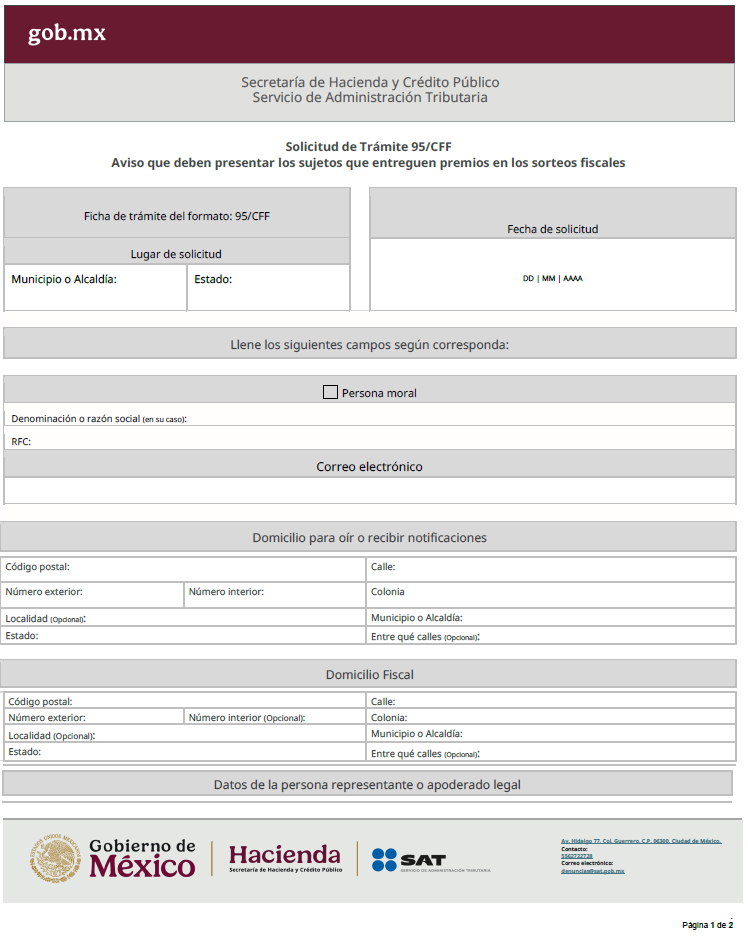 gob.mx
Secretaría de Hacienda y Crédito Público
Servicio de Administración Tributaria
Solicitud de Trámite 95/CFF
Aviso que deben presentar los sujetos que entreguen premios en los sorteos fiscales
Ficha de trámite del formato: 95/CFF
Lugar de solicitud
Municipio o Alcaldía:
Estado:
Fecha de solicitud
DD | MM | AAAA
Llene los siguientes campos según corresponda:
Persona moral
Denominación o razón social (en su caso):
RFC:
Correo electrónico
Domicilio para oír o recibir notificaciones
Código postal:
Calle:
Número exterior:
Número interior:
Colonia
Localidad (Opcional):
Municipio o Alcaldía:
Estado:
Entre qué calles (Opcional):
Domicilio Fiscal
Código postal:
Calle:
Número exterior:
Número interior (Opcional):
Colonia:
Localidad (Opcional):
Municipio o Alcaldía:
Estado:
Entre qué calles (Opcional):
Datos de la persona representante o apoderado legal
ESTADOS UNIDOS MEXICANOS
Gobierno de
México
Hacienda
Secretaría de Hacienda y Crédito Público
SAT
SERVICIO DE ADMINISTRACIÓN TRIBUTARIA
Av. Hidalgo 77, Col. Guerrero, C.P. 06300, Ciudad de México.
Contacto:
5562722728
Correo electrónico:
denuncias@sat.gob.mx
Página 1 de 2